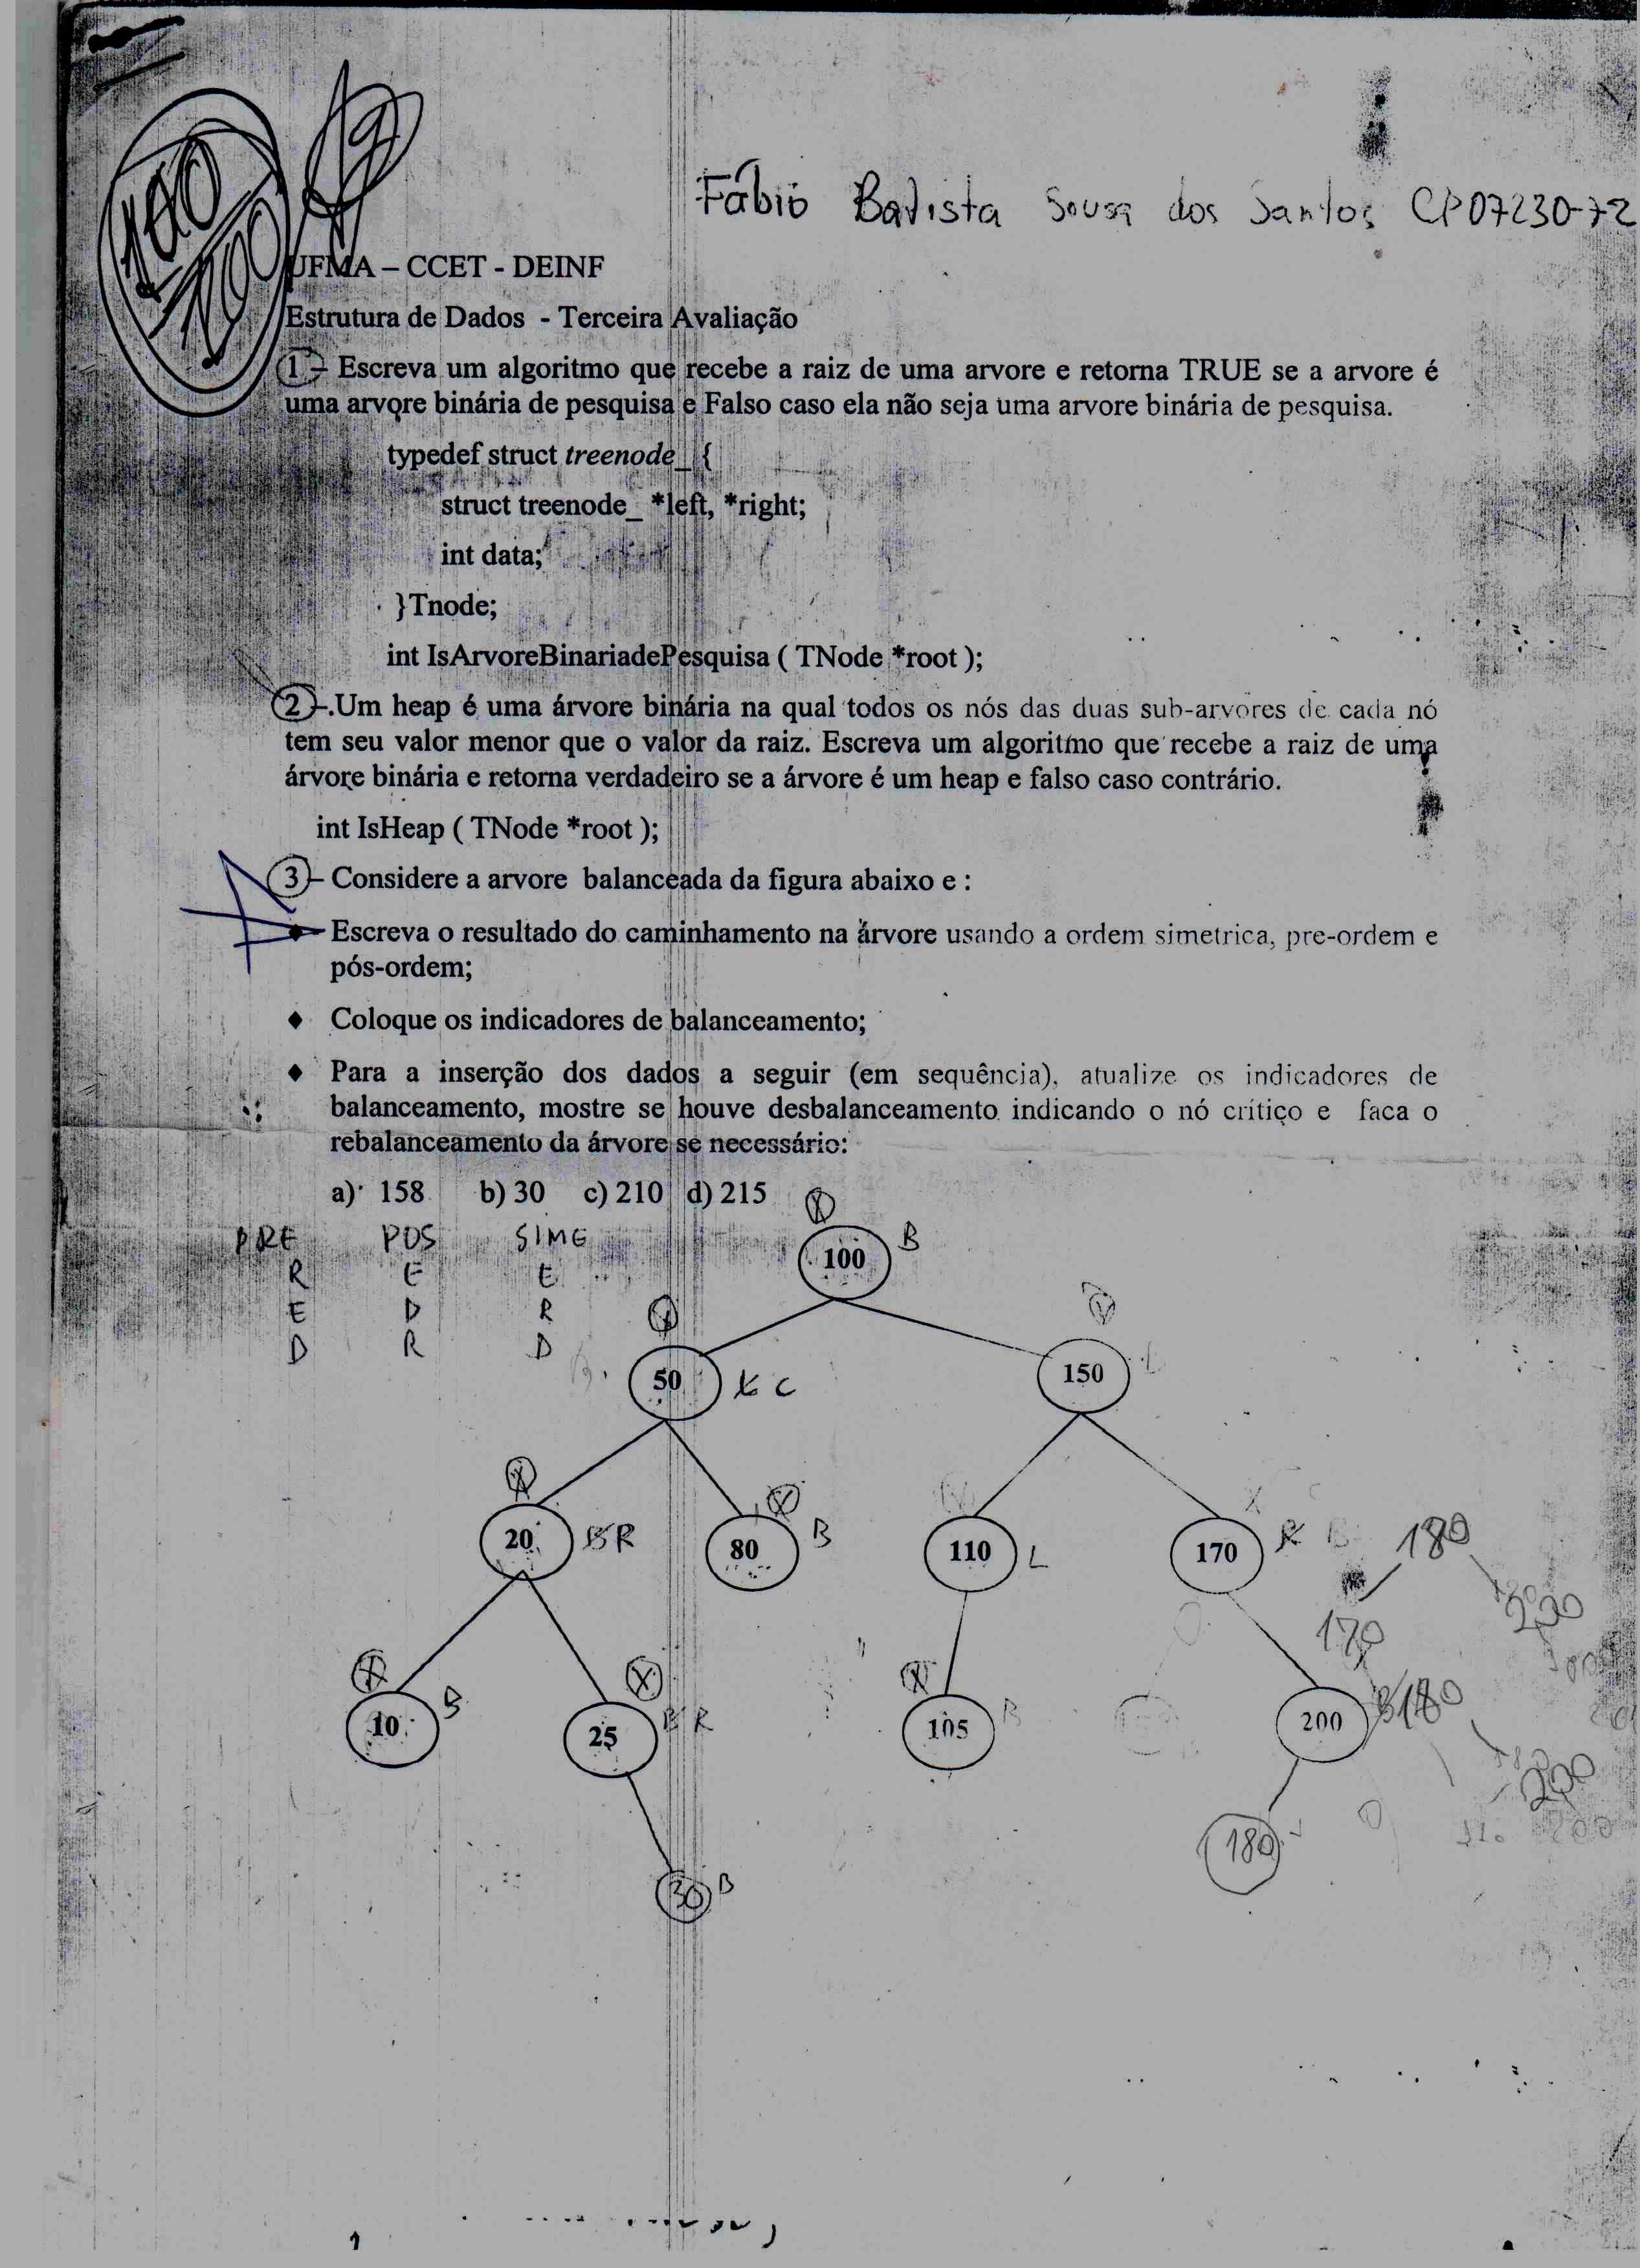 100
100
Fábio Batista Sousa dos Santos CP07230-72
UFMA – CCET - DEINF
Estrutura de Dados - Terceira Avaliação
1 – Escreva um algoritmo que recebe a raiz de uma arvore e retorna TRUE se a arvore é
uma arvore binária de pesquisa e Falso caso ela não seja uma arvore binária de pesquisa.
typedef struct treenode_ {
struct treenode_ *left, *right;
int data;
}Tnode;
int IsArvoreBinariadePesquisa ( TNode *root );
2 –.Um heap é uma árvore binária na qual todos os nós das duas sub-arvores de cada nó
tem seu valor menor que o valor da raiz. Escreva um algoritmo que recebe a raiz de uma
árvore binária e retorna verdadeiro se a árvore é um heap e falso caso contrário.
int IsHeap ( TNode *root );
3 – Considere a arvore balanceada da figura abaixo e :
Escreva o resultado do caminhamento na árvore usando a ordem simetrica, pre-ordem e
pós-ordem;
♦ Coloque os indicadores de balanceamento;
♦ Para a inserção dos dados a seguir (em sequência), atualize os indicadores de
balanceamento, mostre se houve desbalanceamento indicando o nó crítiço e faca o
rebalanceamento da árvore se necessário:
a) 158 b) 30 c) 210 d) 215
PRE POS SIME
R E E
E D R
D R D
100 B
50 L C 150
20 B R 80 B 110 L 170 R B 180
170 200
10 B 25 B R 105 B 200 B 180
200
180
30 B